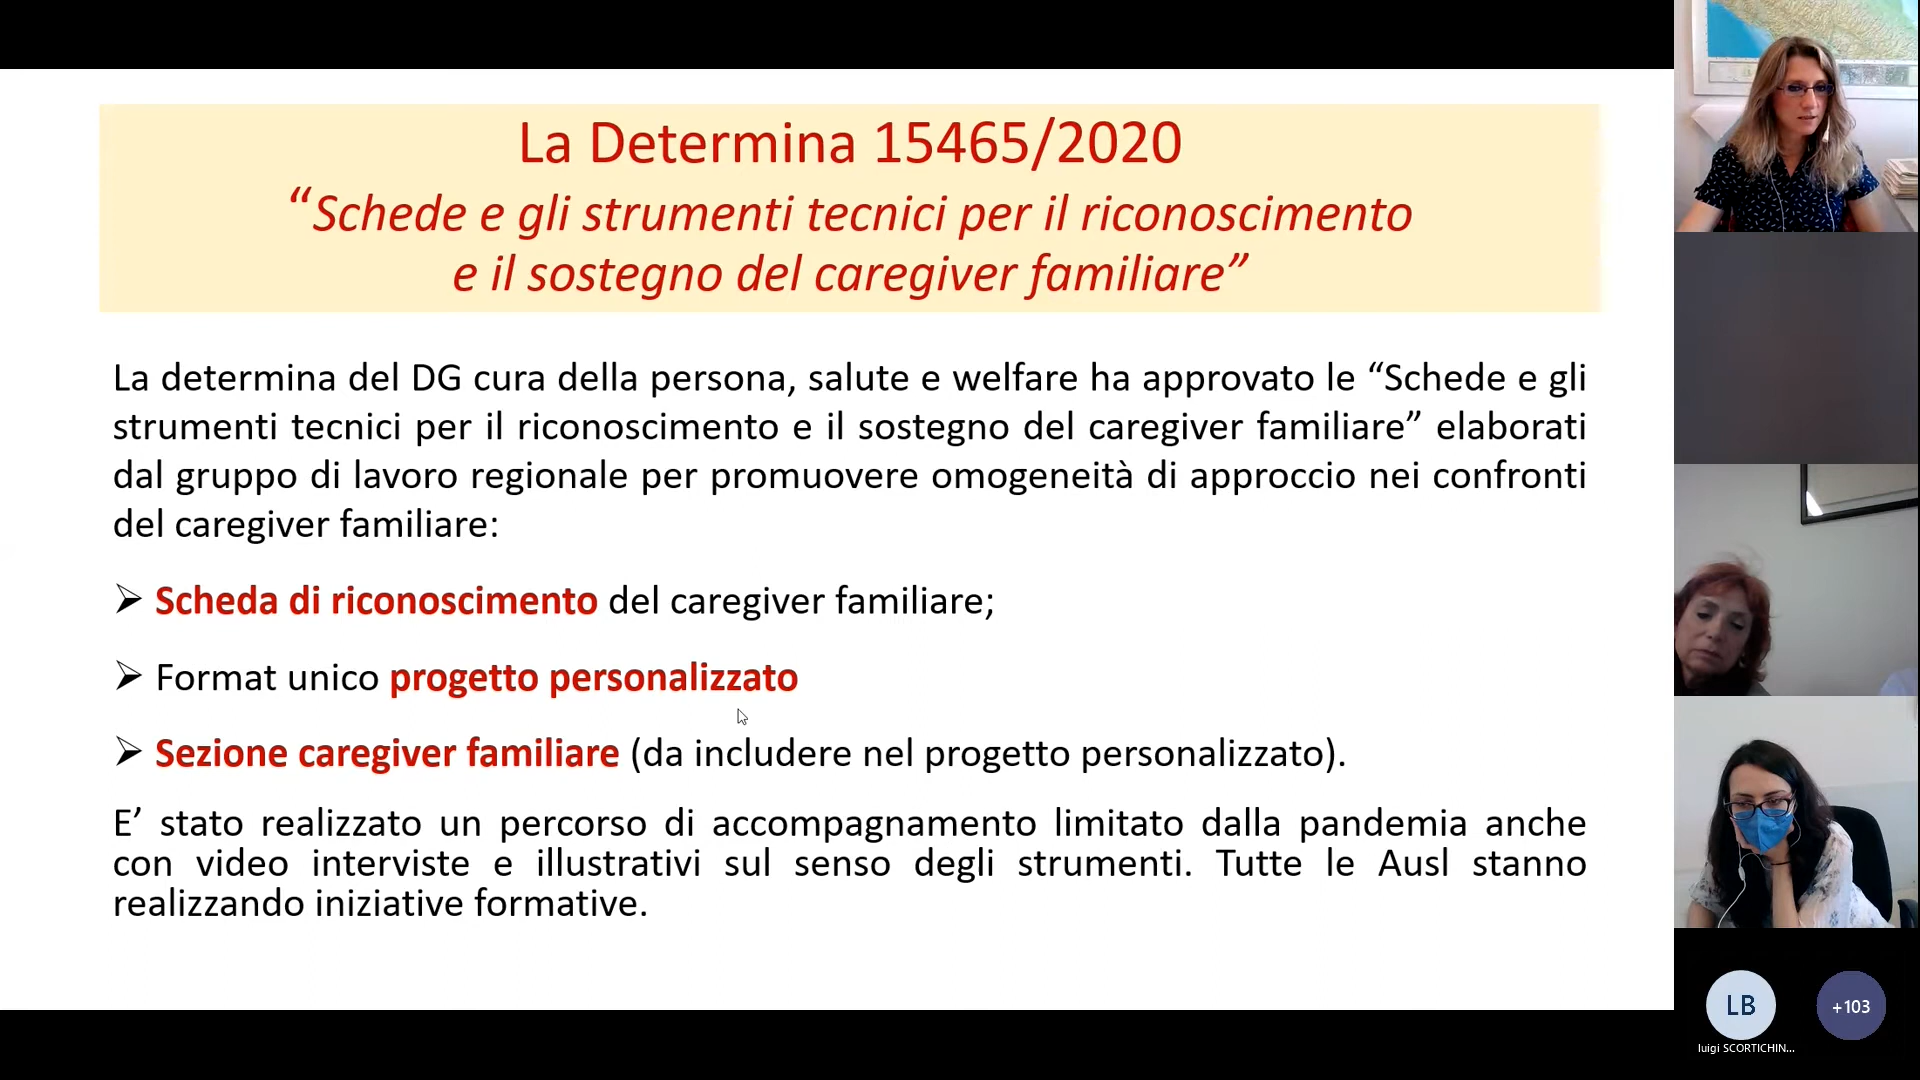 La Determina 15465/2020
“Schede e gli strumenti tecnici per il riconoscimento
e il sostegno del caregiver familiare”
La determina del DG cura della persona, salute e welfare ha approvato le “Schede e gli
strumenti tecnici per il riconoscimento e il sostegno del caregiver familiare” elaborati
dal gruppo di lavoro regionale per promuovere omogeneità di approccio nei confronti
del caregiver familiare:
➢ Scheda di riconoscimento del caregiver familiare;
➢ Format unico progetto personalizzato
➢ Sezione caregiver familiare (da includere nel progetto personalizzato).
E’ stato realizzato un percorso di accompagnamento limitato dalla pandemia anche
con video interviste e illustrativi sul senso degli strumenti. Tutte le Ausl stanno
realizzando iniziative formative.
LB
+103
luigi SCORTICHIN...